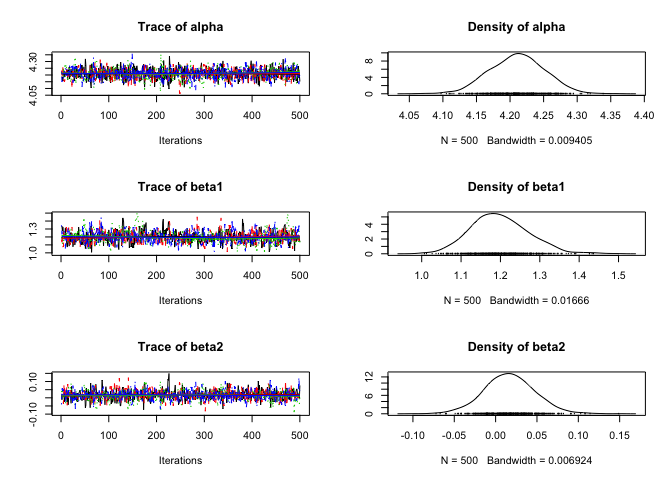 Trace of alpha
4.05 4.30
0 100 200 300 400 500
Iterations
Density of alpha
0 4 8
4.05 4.10 4.15 4.20 4.25 4.30 4.35 4.40
N = 500 Bandwidth = 0.009405
Trace of beta1
1.0 1.3
0 100 200 300 400 500
Iterations
Density of beta1
0 2 4
1.0 1.1 1.2 1.3 1.4 1.5
N = 500 Bandwidth = 0.01666
Trace of beta2
-0.10 0.10
0 100 200 300 400 500
Iterations
Density of beta2
0 6 12
-0.10 -0.05 0.00 0.05 0.10 0.15
N = 500 Bandwidth = 0.006924